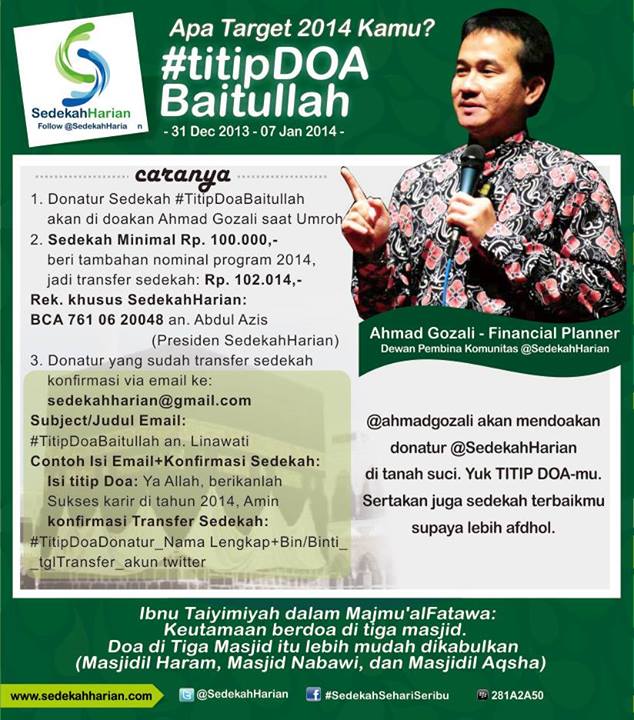 SedekahHarian
Follow @SedekahHaria n
Apa Target 2014 Kamu?
#titipDOA
Baitullah
- 31 Dec 2013 - 07 Jan 2014 -
caranya
1. Donatur Sedekah #TitipDoaBaitullah
akan di doakan Ahmad Gozali saat Umroh
2. Sedekah Minimal Rp. 100.000,-
beri tambahan nominal program 2014,
jadi transfer sedekah: Rp. 102.014,-
Rek. khusus SedekahHarian:
BCA 761 06 20048 an. Abdul Azis
(Presiden SedekahHarian)
3. Donatur yang sudah transfer sedekah
konfirmasi via email ke:
sedekahharian@gmail.com
Subject/Judul Email:
#TitipDoaBaitullah an. Linawati
Contoh Isi Email+Konfirmasi Sedekah:
Isi titip Doa: Ya Allah, berikanlah
Sukses karir di tahun 2014, Amin
konfirmasi Transfer Sedekah:
#TitipDoaDonatur_Nama Lengkap+Bin/Binti_
_tglTransfer_akun twitter
Ahmad Gozali - Financial Planner
Dewan Pembina Komunitas @SedekahHarian
@ahmadgozali akan mendoakan
donatur @SedekahHarian
di tanah suci. Yuk TITIP DOA-mu.
Sertakan juga sedekah terbaikmu
supaya lebih afdhol.
Ibnu Taiyimiyah dalam Majmu'alFatawa:
Keutamaan berdoa di tiga masjid.
Doa di Tiga Masjid itu lebih mudah dikabulkan
(Masjidil Haram, Masjid Nabawi, dan Masjidil Aqsha)
www.sedekahharian.com
@SedekahHarian
#SedekahSehariSeribu
281A2A50